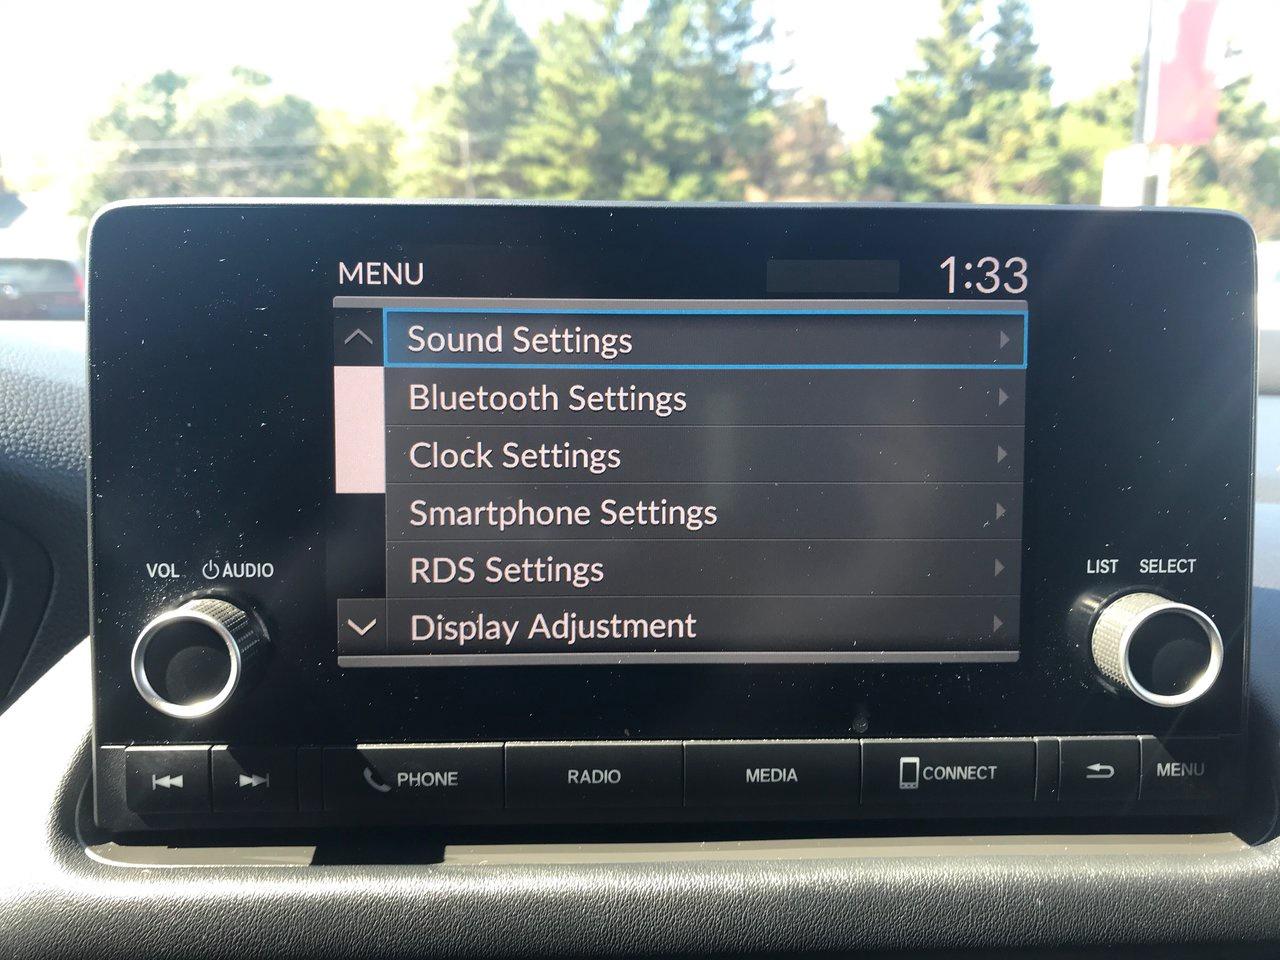 MENU 1:33
Sound Settings
Bluetooth Settings
Clock Settings
Smartphone Settings
RDS Settings
Display Adjustment
VOL AUDIO
LIST SELECT
PHONE RADIO MEDIA CONNECT MENU